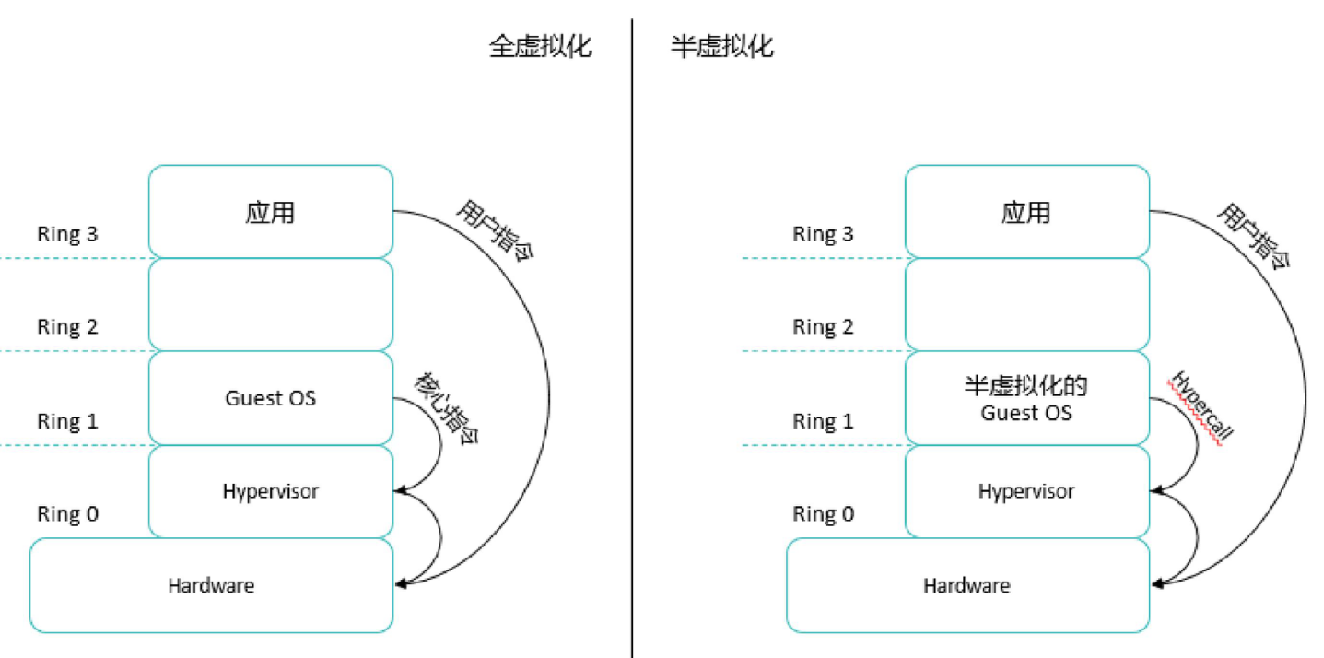 全虚拟化
半虚拟化
应用
用户指令
Ring 3
Ring 2
Guest OS
核心指令
Ring 1
Hypervisor
Ring 0
Hardware
应用
用户指令
Ring 3
Ring 2
半虚拟化的
Guest OS
Hypercall
Ring 1
Hypervisor
Ring 0
Hardware